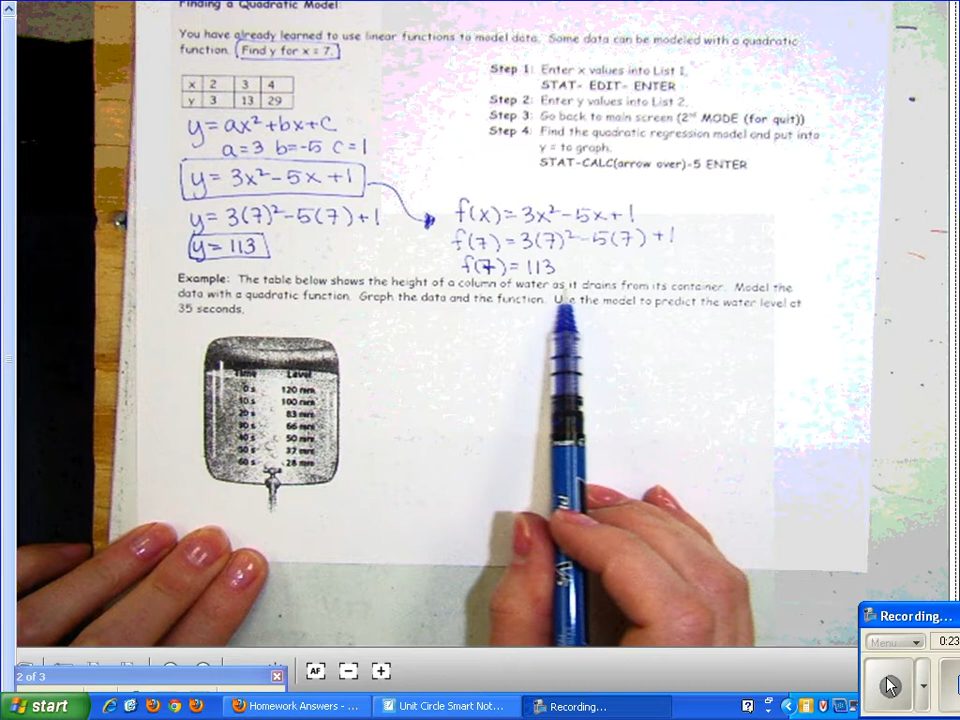 Finding a Quadratic Model:
You have already learned to use linear functions to model data. Some data can be modeled with a quadratic
function. Find y for x = 7.
x 2 3 4
y 3 13 29
y = ax² + bx + c
a = 3 b = -5 c = 1
y = 3x² - 5x + 1
y = 3(7)² - 5(7) + 1
y = 113
Step 1: Enter x values into List 1.
STAT- EDIT- ENTER
Step 2: Enter y values into List 2.
Step 3: Go back to main screen (2nd MODE (for quit))
Step 4: Find the quadratic regression model and put into
y = to graph.
STAT-CALC(arrow over)-5 ENTER
f(x) = 3x² - 5x + 1
f(7) = 3(7)² - 5(7) + 1
f(7) = 113
Example: The table below shows the height of a column of water as it drains from its container. Model the
data with a quadratic function. Graph the data and the function. Use the model to predict the water level at
35 seconds.
Time Level
0 s 120 mm
10 s 100 mm
20 s 83 mm
30 s 66 mm
40 s 50 mm
50 s 37 mm
60 s 28 mm
Recording...
Menu
0:23
AF
2 of 3
start
Homework Answers - ...
Unit Circle Smart Not...
Recording...